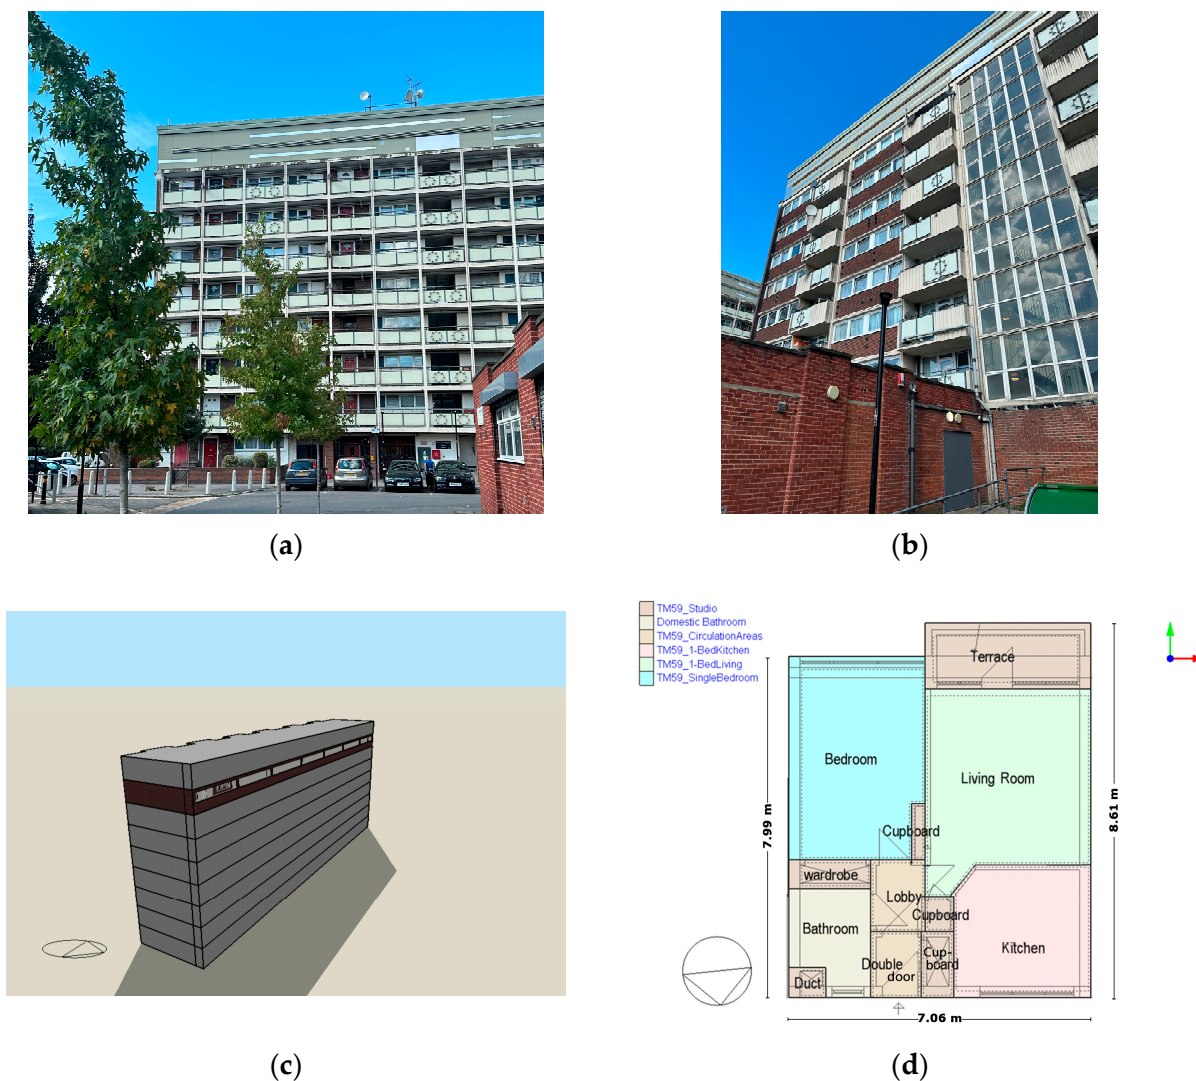 (a)
(b)
TM59_Studio
Domestic Bathroom
TM59_CirculationAreas
TM59_1-BedKitchen
TM59_1-BedLiving
TM59_SingleBedroom
Terrace
Bedroom
Living Room
7.99 m
8.61 m
Cupboard
wardrobe
Lobby
Cupboard
Bathroom
Kitchen
Cup-
board
Double
door
Duct
7.06 m
(c)
(d)